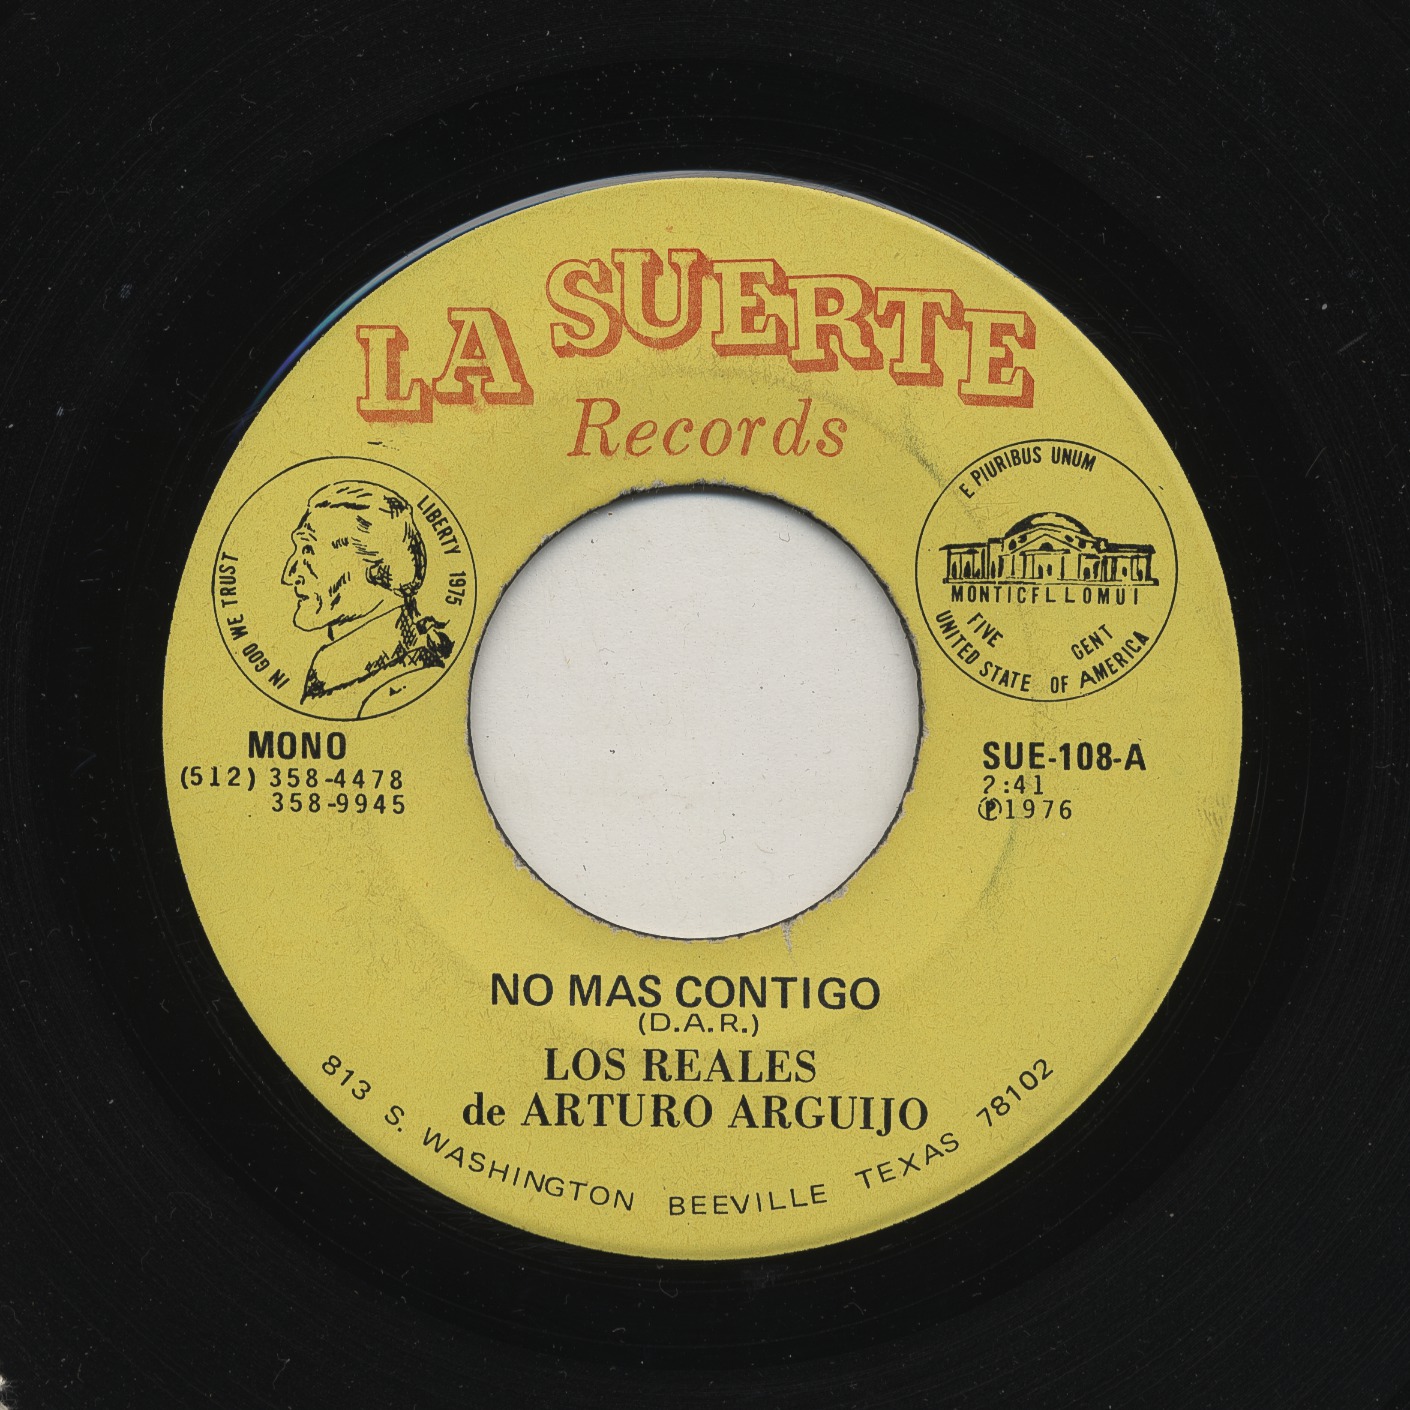 LA SUERTE
Records
IN GOD WE TRUST
LIBERTY 1975
E PIURIBUS UNUM
MONTICFLLOMUI
FIVE CENT
UNITED STATE OF AMERICA
MONO
(512) 358-4478
358-9945
SUE-108-A
2:41
℗1976
NO MAS CONTIGO
(D.A.R.)
LOS REALES
de ARTURO ARGUIJO
813 S. WASHINGTON BEEVILLE TEXAS 78102